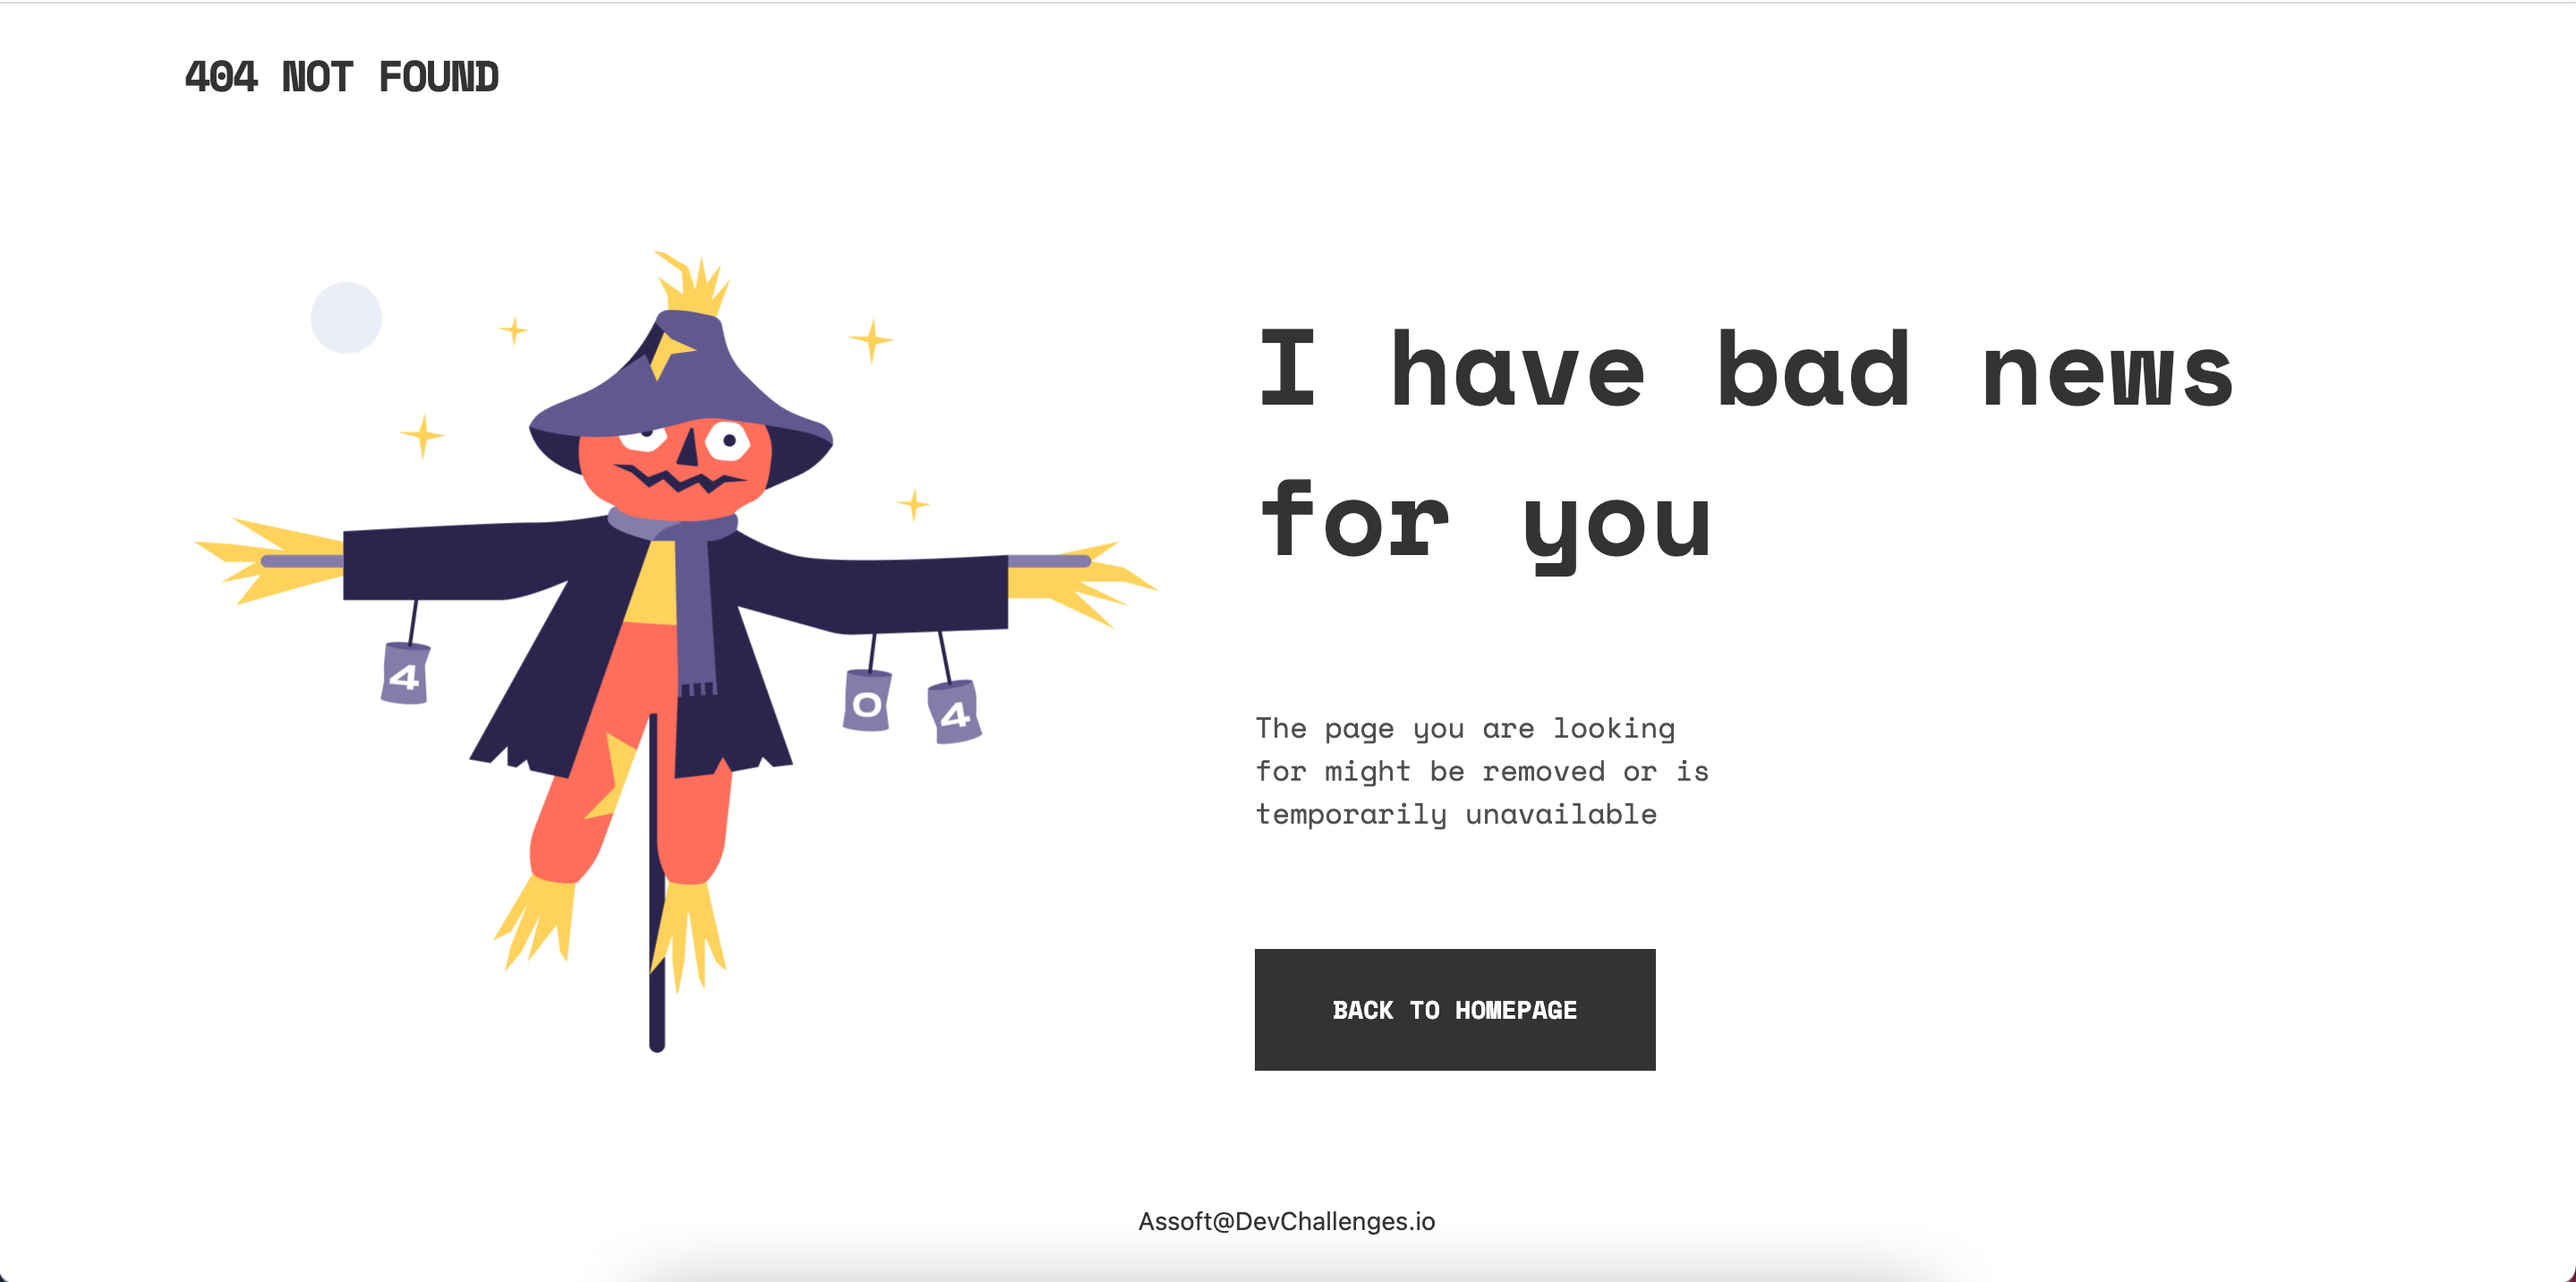 404 NOT FOUND
I have bad news
for you
4
0 4
The page you are looking
for might be removed or is
temporarily unavailable
BACK TO HOMEPAGE
Assoft@DevChallenges.io